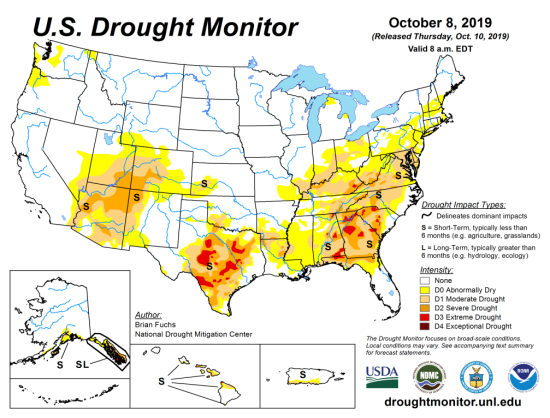 U.S. Drought Monitor
October 8, 2019
(Released Thursday, Oct. 10, 2019)
Valid 8 a.m. EDT
S
S
S
S
S
S
S
S
S
Drought Impact Types:
Delineates dominant impacts
S = Short-Term, typically less than
6 months (e.g. agriculture, grasslands)
L = Long-Term, typically greater than
6 months (e.g. hydrology, ecology)
Intensity:
None
D0 Abnormally Dry
D1 Moderate Drought
D2 Severe Drought
D3 Extreme Drought
D4 Exceptional Drought
Author:
Brian Fuchs
National Drought Mitigation Center
S
SL
S
S
The Drought Monitor focuses on broad-scale conditions.
Local conditions may vary. See accompanying text summary
for forecast statements.
USDA
NDMC
NOAA
droughtmonitor.unl.edu